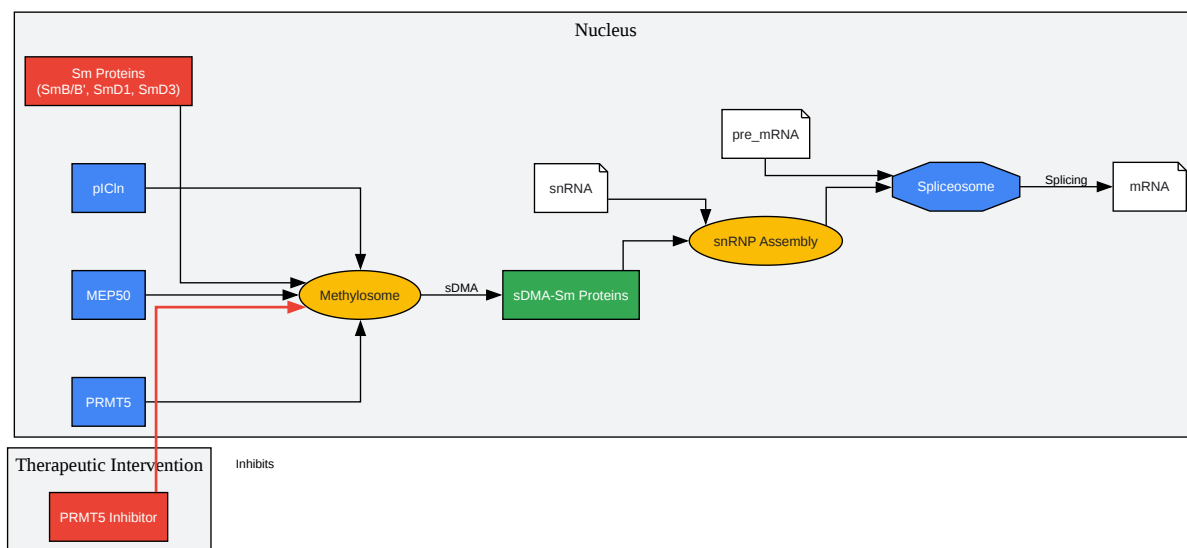 Nucleus
Sm Proteins
(SmB/B', SmD1, SmD3)
pre_mRNA
pICln
snRNA
Spliceosome
Splicing
mRNA
snRNP Assembly
MEP50
Methylosome
sDMA
sDMA-Sm Proteins
PRMT5
Therapeutic Intervention
Inhibits
PRMT5 Inhibitor